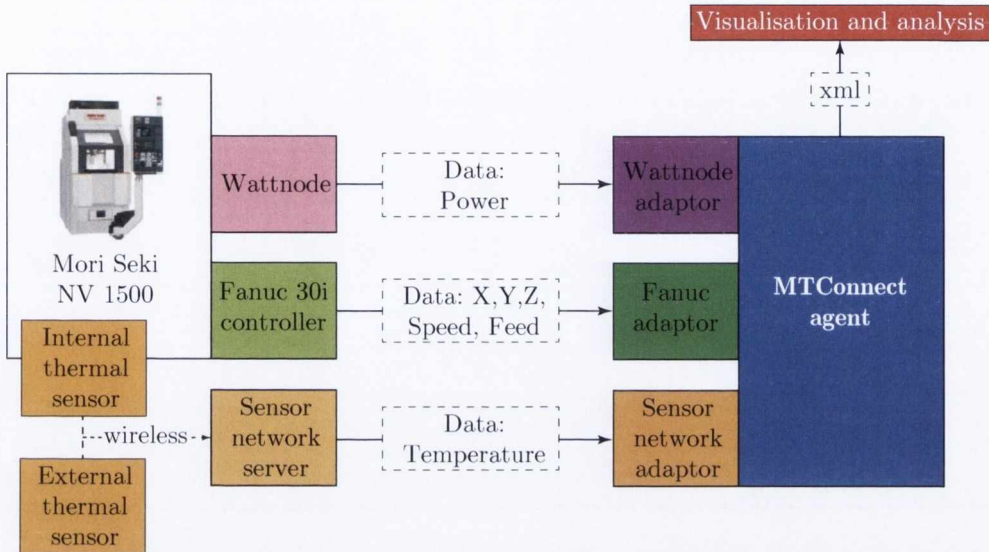 Visualisation and analysis
xml
Wattnode
Data:
Power
Wattnode
adaptor
Mori Seki
NV 1500
Fanuc 30i
controller
Data: X,Y,Z,
Speed, Feed
Fanuc
adaptor
MTConnect
agent
Internal
thermal
sensor
wireless
Sensor
network
server
Data:
Temperature
Sensor
network
adaptor
External
thermal
sensor